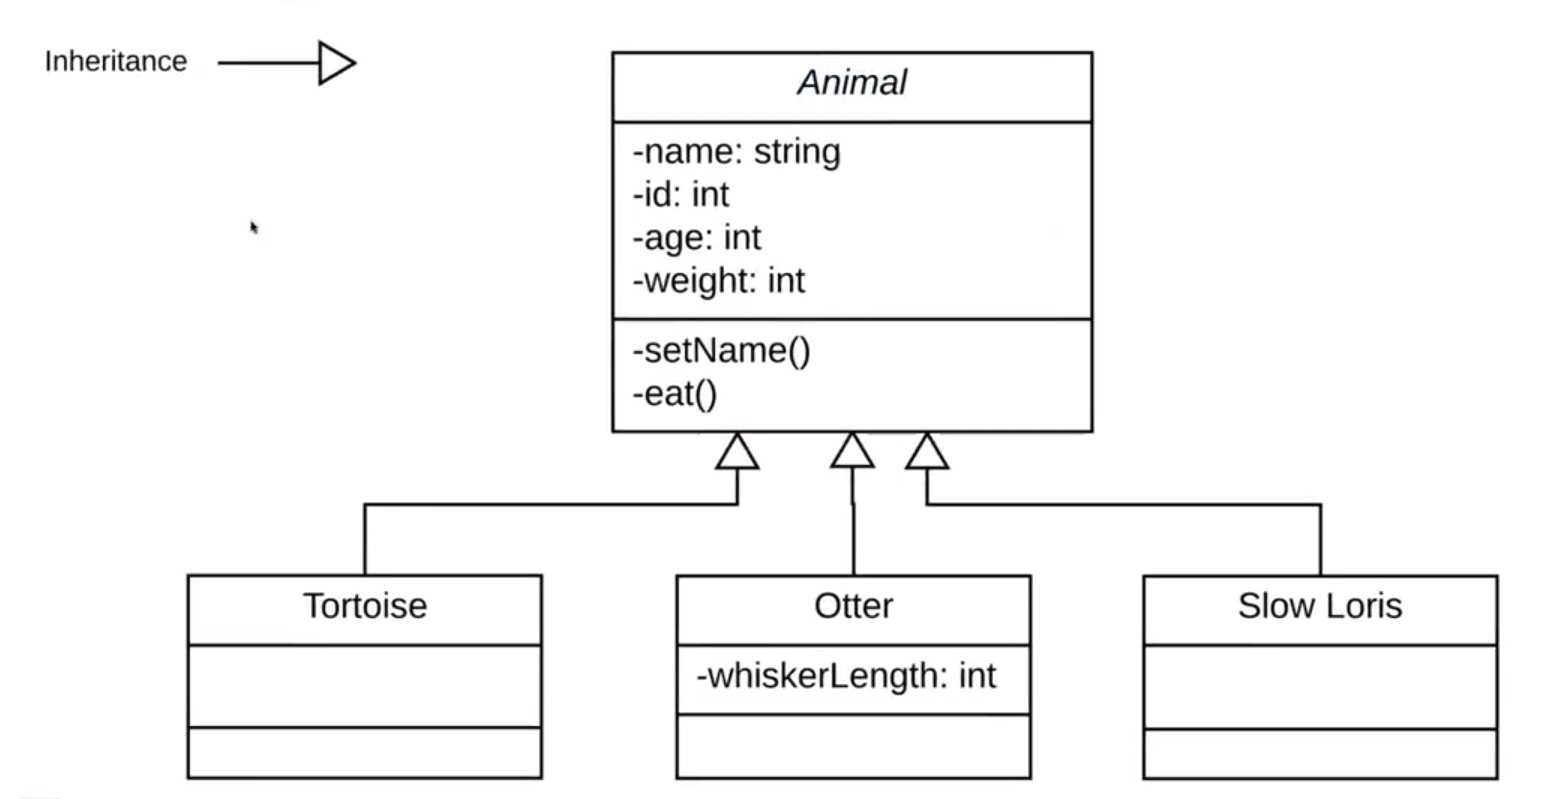 Inheritance
Animal
-name: string
-id: int
-age: int
-weight: int
-setName()
-eat()
Tortoise
Otter
-whiskerLength: int
Slow Loris